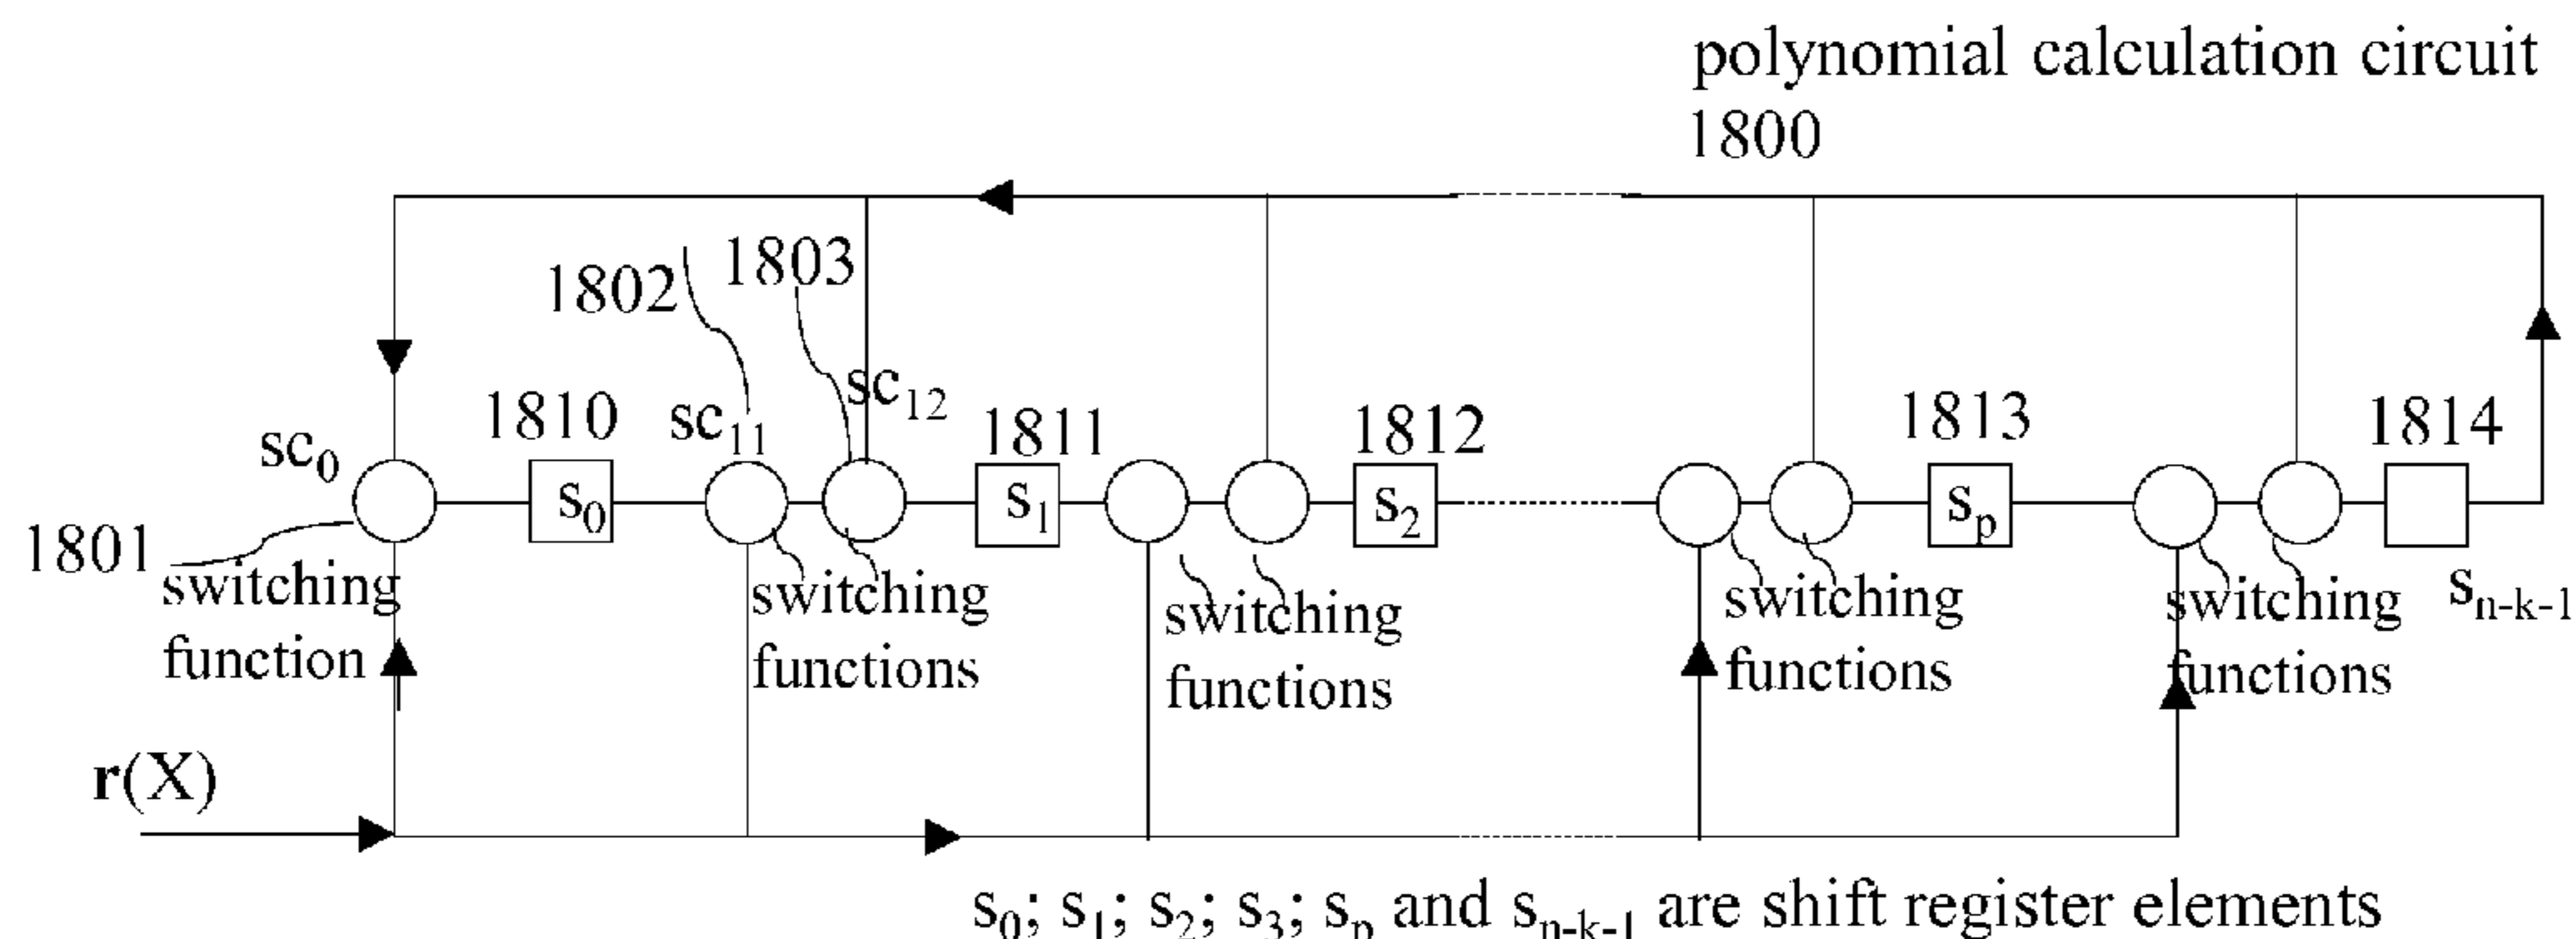 polynomial calculation circuit
1800
1802
1803
sc₀
1810
sc₁₁
sc₁₂
1811
1812
1813
1814
s₀
s₁
s₂
sₚ
sₙ₋ₖ₋₁
1801
switching
function
switching
functions
switching
functions
switching
functions
switching
functions
r(X)
s₀; s₁; s₂; s₃; sₚ and sₙ₋ₖ₋₁ are shift register elements